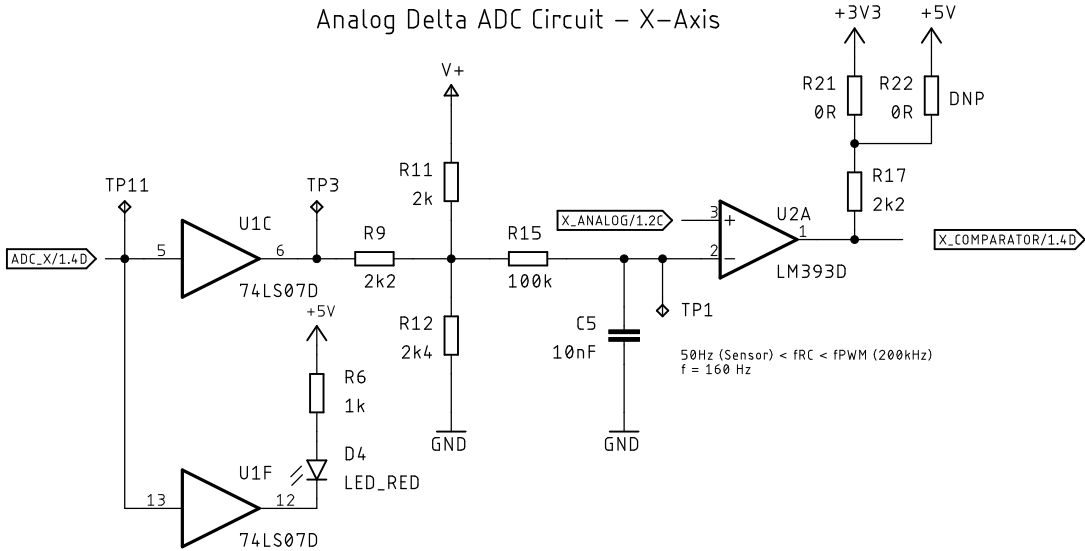 Analog Delta ADC Circuit – X–Axis
+3V3
+5V
R21
0R
R22
0R
DNP
V+
R11
2k
R17
2k2
TP11
TP3
U1C
5
6
74LS07D
ADC_X/1.4D
R9
2k2
R15
100k
X_ANALOG/1.2C
3
+
2
–
U2A
1
LM393D
X_COMPARATOR/1.4D
+5V
R12
2k4
C5
10nF
TP1
50Hz (Sensor) < fRC < fPWM (200kHz)
f = 160 Hz
R6
1k
GND
GND
D4
LED_RED
U1F
13
12
74LS07D